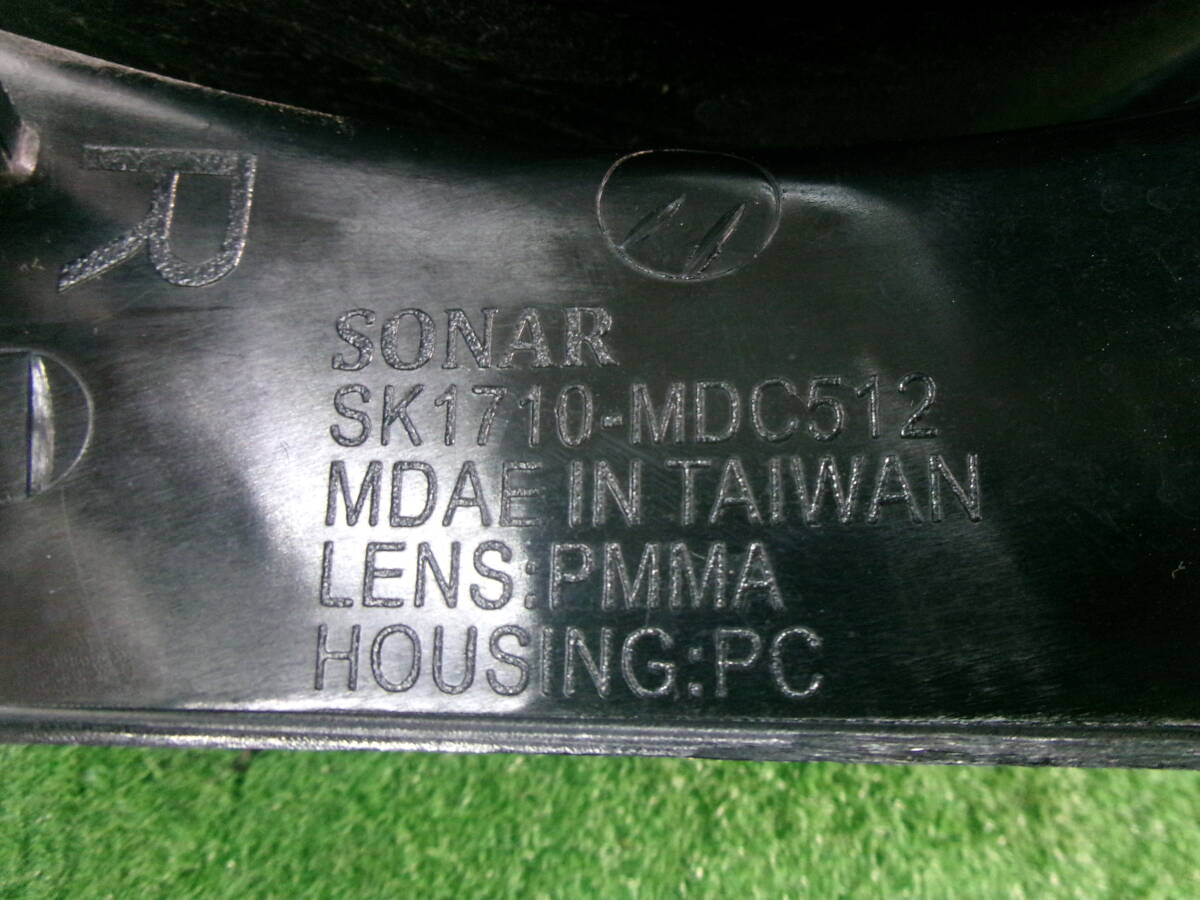 R
SONAR
SK1710-MDC512
MDAE IN TAIWAN
LENS:PMMA
HOUSING:PC